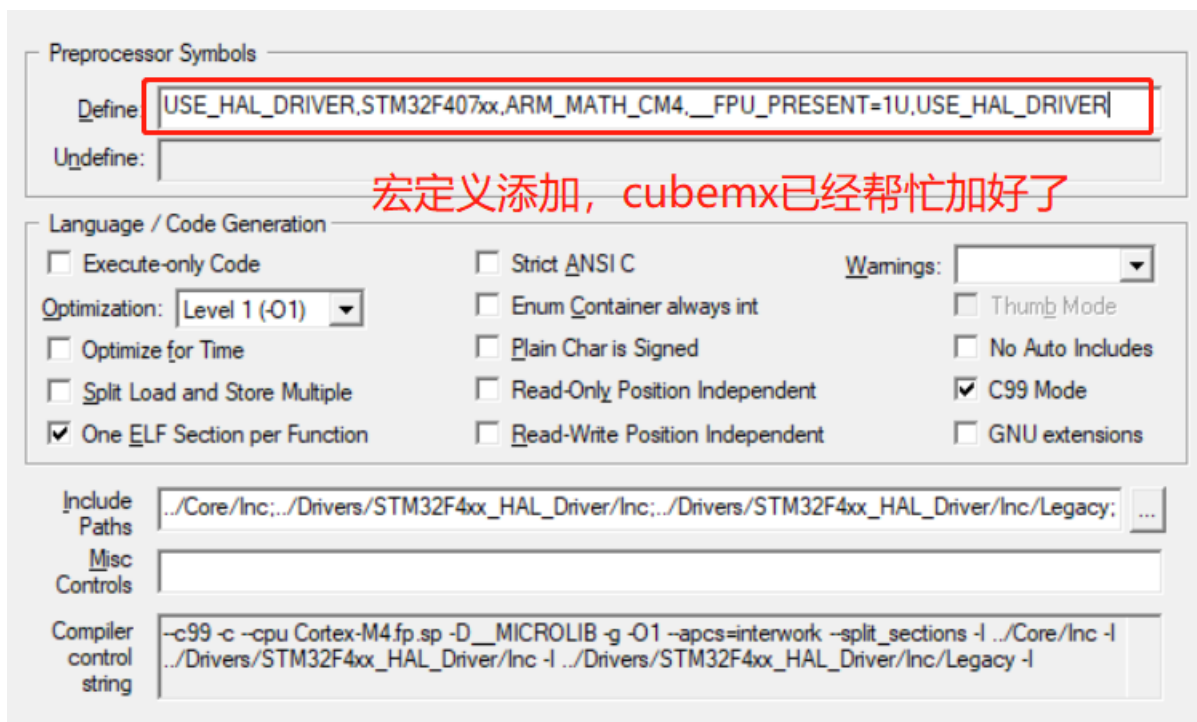 Preprocessor Symbols
Define: USE_HAL_DRIVER,STM32F407xx,ARM_MATH_CM4,__FPU_PRESENT=1U,USE_HAL_DRIVER
Undefine:
宏定义添加，cubemx已经帮忙加好了
Language / Code Generation
Execute-only Code Strict ANSI C Warnings:
Optimization: Level 1 (-O1) Enum Container always int Thumb Mode
Optimize for Time Plain Char is Signed No Auto Includes
Split Load and Store Multiple Read-Only Position Independent C99 Mode
One ELF Section per Function Read-Write Position Independent GNU extensions
Include Paths ../Core/Inc;../Drivers/STM32F4xx_HAL_Driver/Inc;../Drivers/STM32F4xx_HAL_Driver/Inc/Legacy; ...
Misc Controls
Compiler control string --c99 -c --cpu Cortex-M4.fp.sp -D__MICROLIB -g -O1 --apcs=interwork --split_sections -I ../Core/Inc -I
../Drivers/STM32F4xx_HAL_Driver/Inc -I ../Drivers/STM32F4xx_HAL_Driver/Inc/Legacy -I